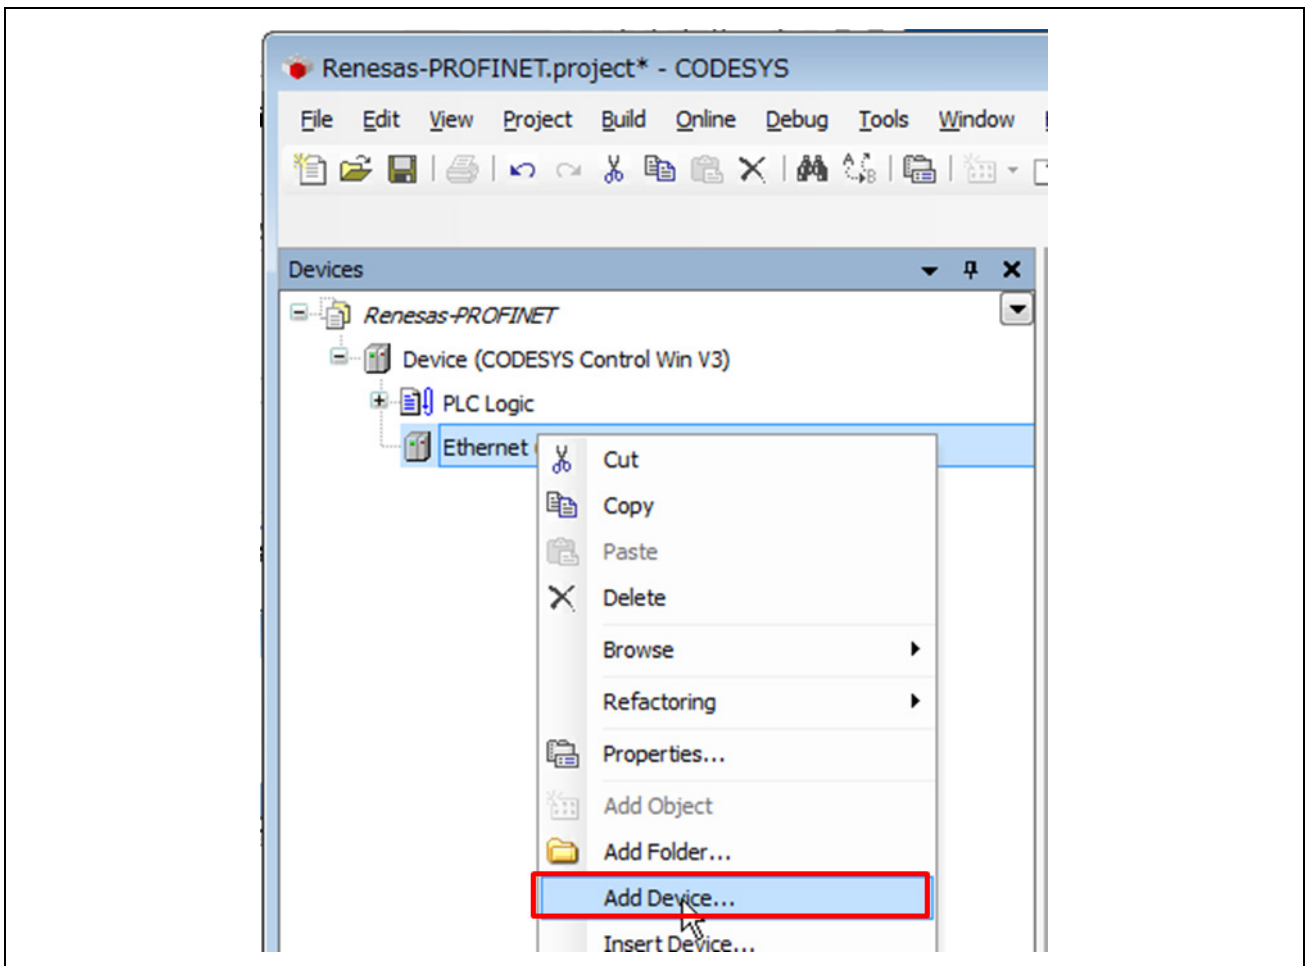 Renesas-PROFINET.project* - CODESYS
File Edit View Project Build Online Debug Tools Window
Devices
Renesas-PROFINET
Device (CODESYS Control Win V3)
PLC Logic
Ethernet
Cut
Copy
Paste
Delete
Browse
Refactoring
Properties...
Add Object
Add Folder...
Add Device...
Insert Device...